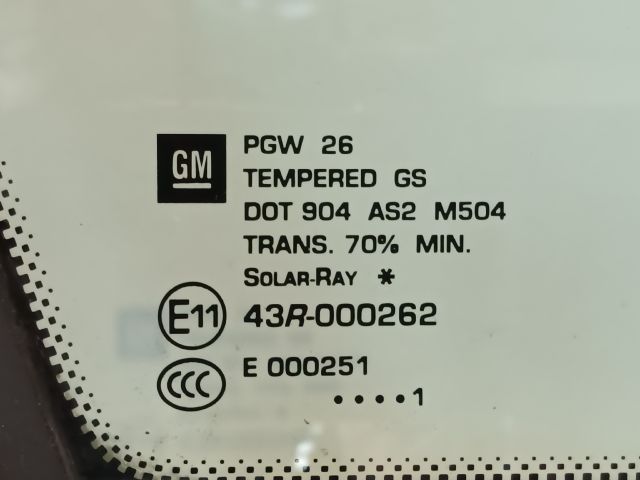 GM
PGW 26
TEMPERED GS
DOT 904 AS2 M504
TRANS. 70% MIN.
SOLAR-RAY *
E11 43R-000262
CCC E 000251
••••1